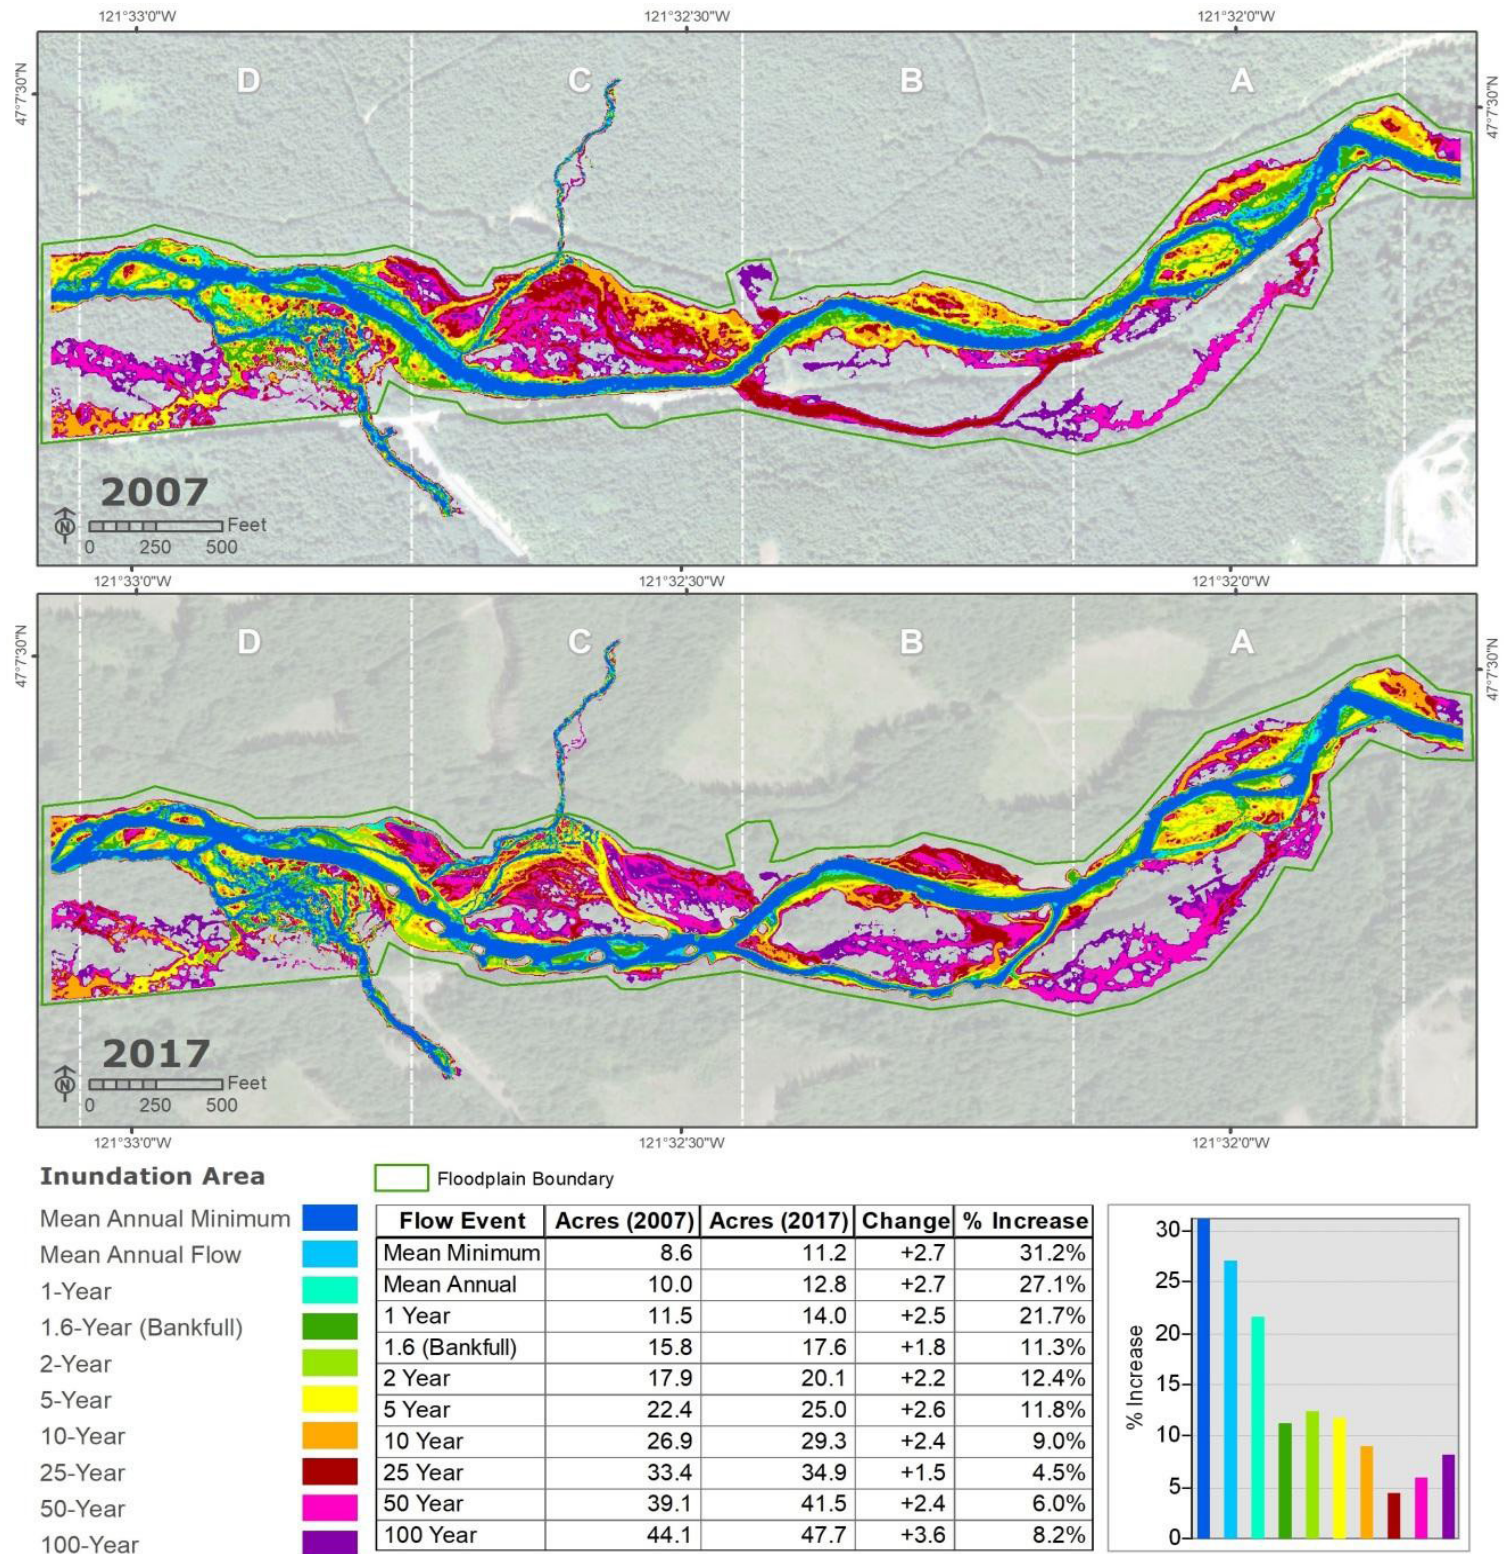 121°33'0"W 121°32'30"W 121°32'0"W
47°7'30"N
47°7'30"N
D C B A
2007
N
Feet
0 250 500
121°33'0"W 121°32'30"W 121°32'0"W
47°7'30"N
47°7'30"N
D C B A
2017
N
Feet
0 250 500
121°33'0"W 121°32'30"W 121°32'0"W
Inundation Area
Mean Annual Minimum
Mean Annual Flow
1-Year
1.6-Year (Bankfull)
2-Year
5-Year
10-Year
25-Year
50-Year
100-Year
Floodplain Boundary
Flow Event Acres (2007) Acres (2017) Change % Increase
Mean Minimum 8.6 11.2 +2.7 31.2%
Mean Annual 10.0 12.8 +2.7 27.1%
1 Year 11.5 14.0 +2.5 21.7%
1.6 (Bankfull) 15.8 17.6 +1.8 11.3%
2 Year 17.9 20.1 +2.2 12.4%
5 Year 22.4 25.0 +2.6 11.8%
10 Year 26.9 29.3 +2.4 9.0%
25 Year 33.4 34.9 +1.5 4.5%
50 Year 39.1 41.5 +2.4 6.0%
100 Year 44.1 47.7 +3.6 8.2%
% Increase
30
25
20
15
10
5
0